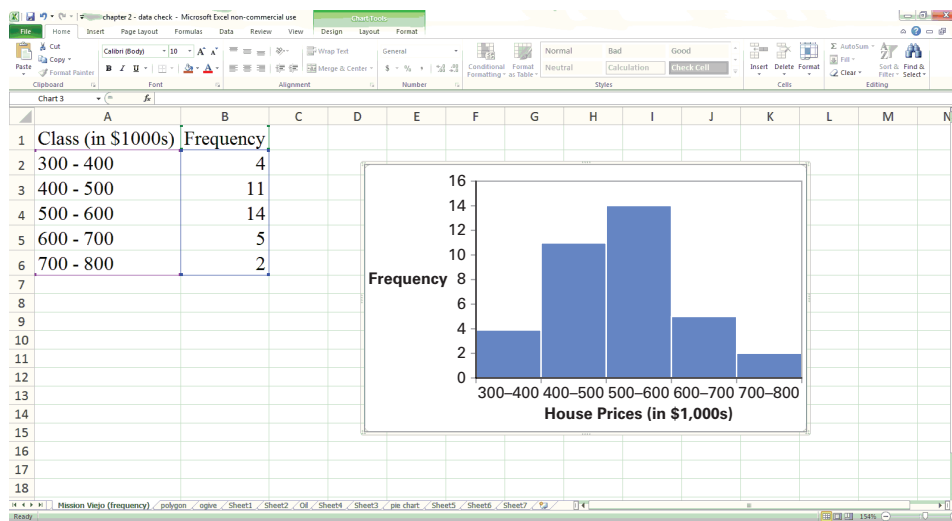 chapter 2 - data check - Microsoft Excel non-commercial use
Chart Tools
File Home Insert Page Layout Formulas Data Review View Design Layout Format
Cut Calibri (Body) 10 Wrap Text General Normal Bad Good AutoSum
Copy Fill
Paste Format Painter B I U Merge & Center $ % Conditional Formatting Format as Table Neutral Calculation Check Cell Insert Delete Format Clear Sort & Filter Find & Select
Clipboard Font Alignment Number Styles Cells Editing
Chart 3 fx
A B C D E F G H I J K L M N
1 Class (in $1000s) Frequency
2 300 - 400 4
3 400 - 500 11
4 500 - 600 14
5 600 - 700 5
6 700 - 800 2
7
8
9
10
11
12
13
14
15
16
17
18
16
14
12
10
Frequency 8
6
4
2
0
300–400 400–500 500–600 600–700 700–800
House Prices (in $1,000s)
Mission Viejo (frequency) polygon ogive Sheet1 Sheet2 Oil Sheet4 Sheet3 pie chart Sheet5 Sheet6 Sheet7
Ready 154%